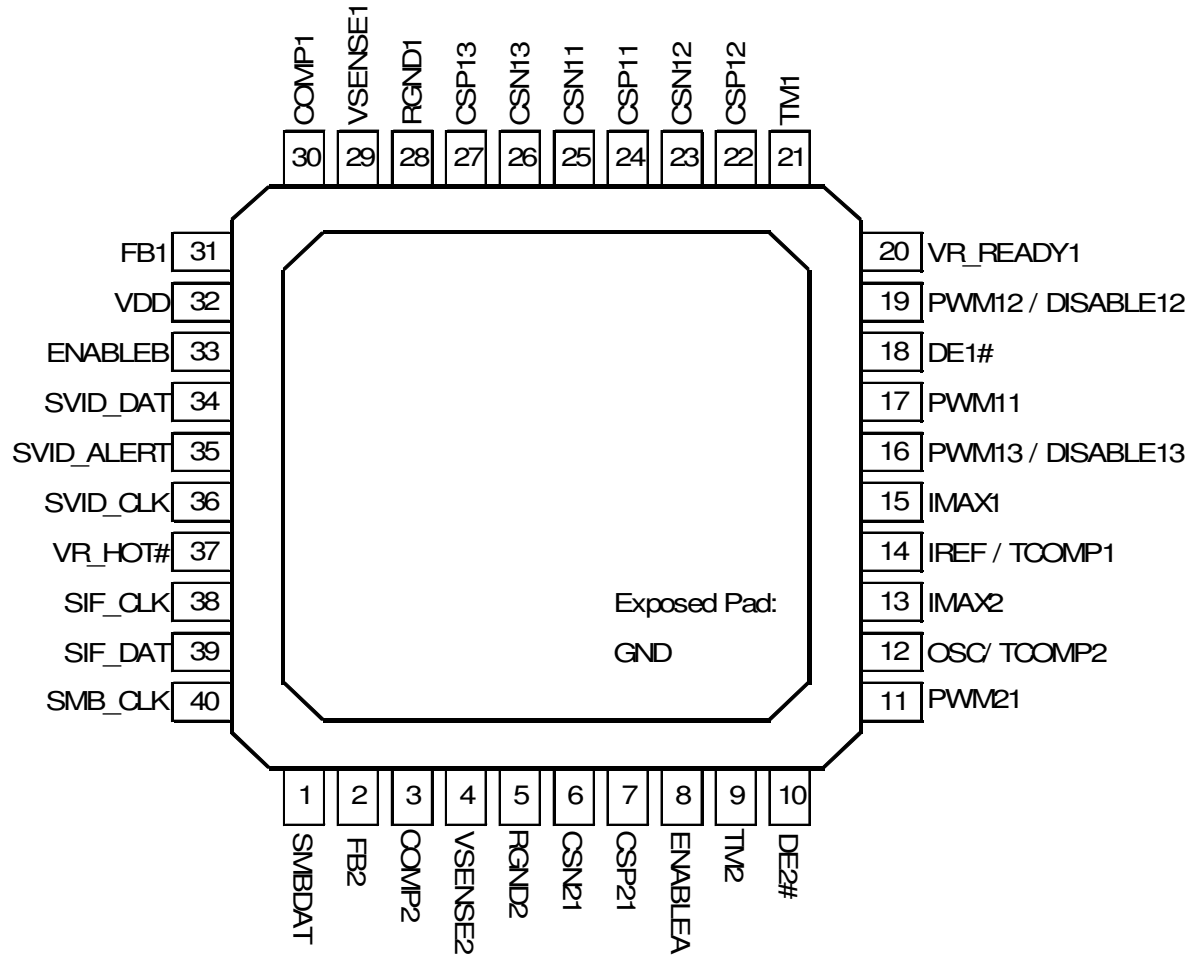 COMP1
VSENSE1
RGND1
CSP13
CSN13
CSN11
CSP11
CSN12
CSP12
TM1
30 29 28 27 26 25 24 23 22 21
FB1 31
VDD 32
ENABLEB 33
SVID_DAT 34
SVID_ALERT 35
SVID_CLK 36
VR_HOT# 37
SIF_CLK 38
SIF_DAT 39
SMB_CLK 40
20 VR_READY1
19 PWM12 / DISABLE12
18 DE1#
17 PWM11
16 PWM13 / DISABLE13
15 IMAX1
14 IREF / TCOMP1
13 IMAX2
12 OSC/ TCOMP2
11 PWM21
Exposed Pad:
GND
1 2 3 4 5 6 7 8 9 10
SMBDAT
FB2
COMP2
VSENSE2
RGND2
CSN21
CSP21
ENABLEA
TM2
DE2#